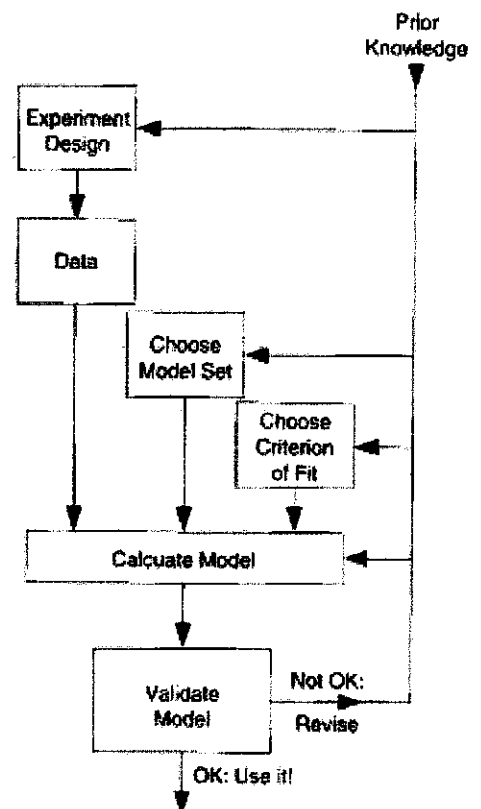 Prior
Knowledge
Experiment
Design
Data
Choose
Model Set
Choose
Criterion
of Fit
Calcuate Model
Validate
Model
Not OK:
Revise
OK: Use it!